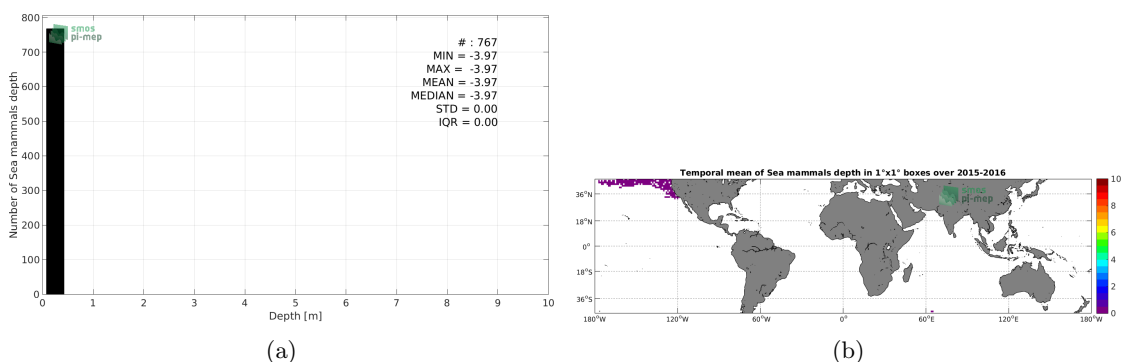 smos
pi-mep
# : 767
MIN = -3.97
MAX = -3.97
MEAN = -3.97
MEDIAN = -3.97
STD = 0.00
IQR = 0.00
Number of Sea mammals depth
800
700
600
500
400
300
200
100
0
0 1 2 3 4 5 6 7 8 9 10
Depth [m]
(a)
Temporal mean of Sea mammals depth in 1°x1° boxes over 2015-2016
smos
pi-mep
36°N
18°N
0°
18°S
36°S
180°W 120°W 60°W 0° 60°E 120°E 180°W
10
8
6
4
2
0
(b)